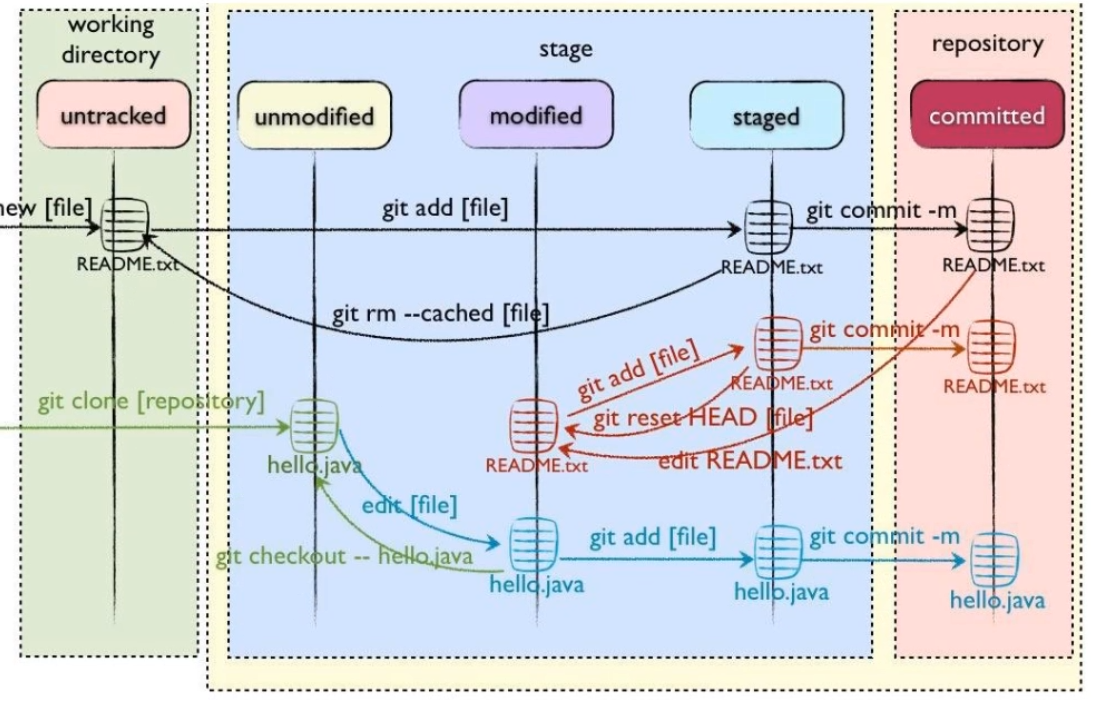 working
directory
stage
repository
untracked
unmodified
modified
staged
committed
new [file]
git add [file]
git commit -m
README.txt
README.txt
README.txt
git rm --cached [file]
git add [file]
git commit -m
README.txt
README.txt
git clone [repository]
git reset HEAD [file]
hello.java
README.txt
edit README.txt
edit [file]
git add [file]
git commit -m
git checkout -- hello.java
hello.java
hello.java
hello.java